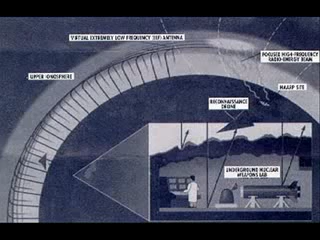 VIRTUAL EXTREMELY LOW FREQUENCY (ELF) ANTENNA
FOCUSED HIGH-FREQUENCY
RADIO-ENERGY BEAM
UPPER IONOSPHERE
HAARP SITE
RECONNAISSANCE
DRONE
UNDERGROUND NUCLEAR
WEAPONS LAB